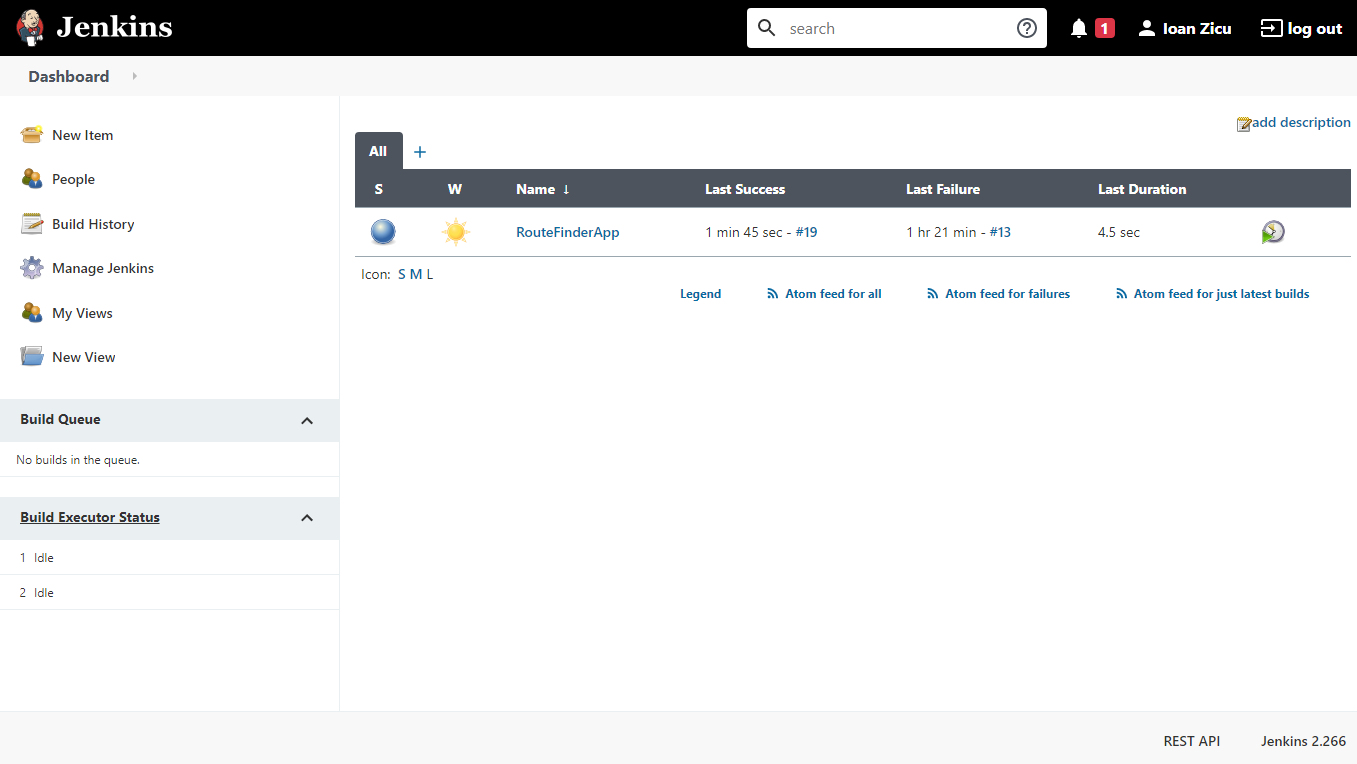 Jenkins
search
1
Ioan Zicu
log out
Dashboard
New Item
People
Build History
Manage Jenkins
My Views
New View
Build Queue
No builds in the queue.
Build Executor Status
1 Idle
2 Idle
add description
All +
S W Name ↓ Last Success Last Failure Last Duration
RouteFinderApp 1 min 45 sec - #19 1 hr 21 min - #13 4.5 sec
Icon: S M L
Legend Atom feed for all Atom feed for failures Atom feed for just latest builds
REST API Jenkins 2.266